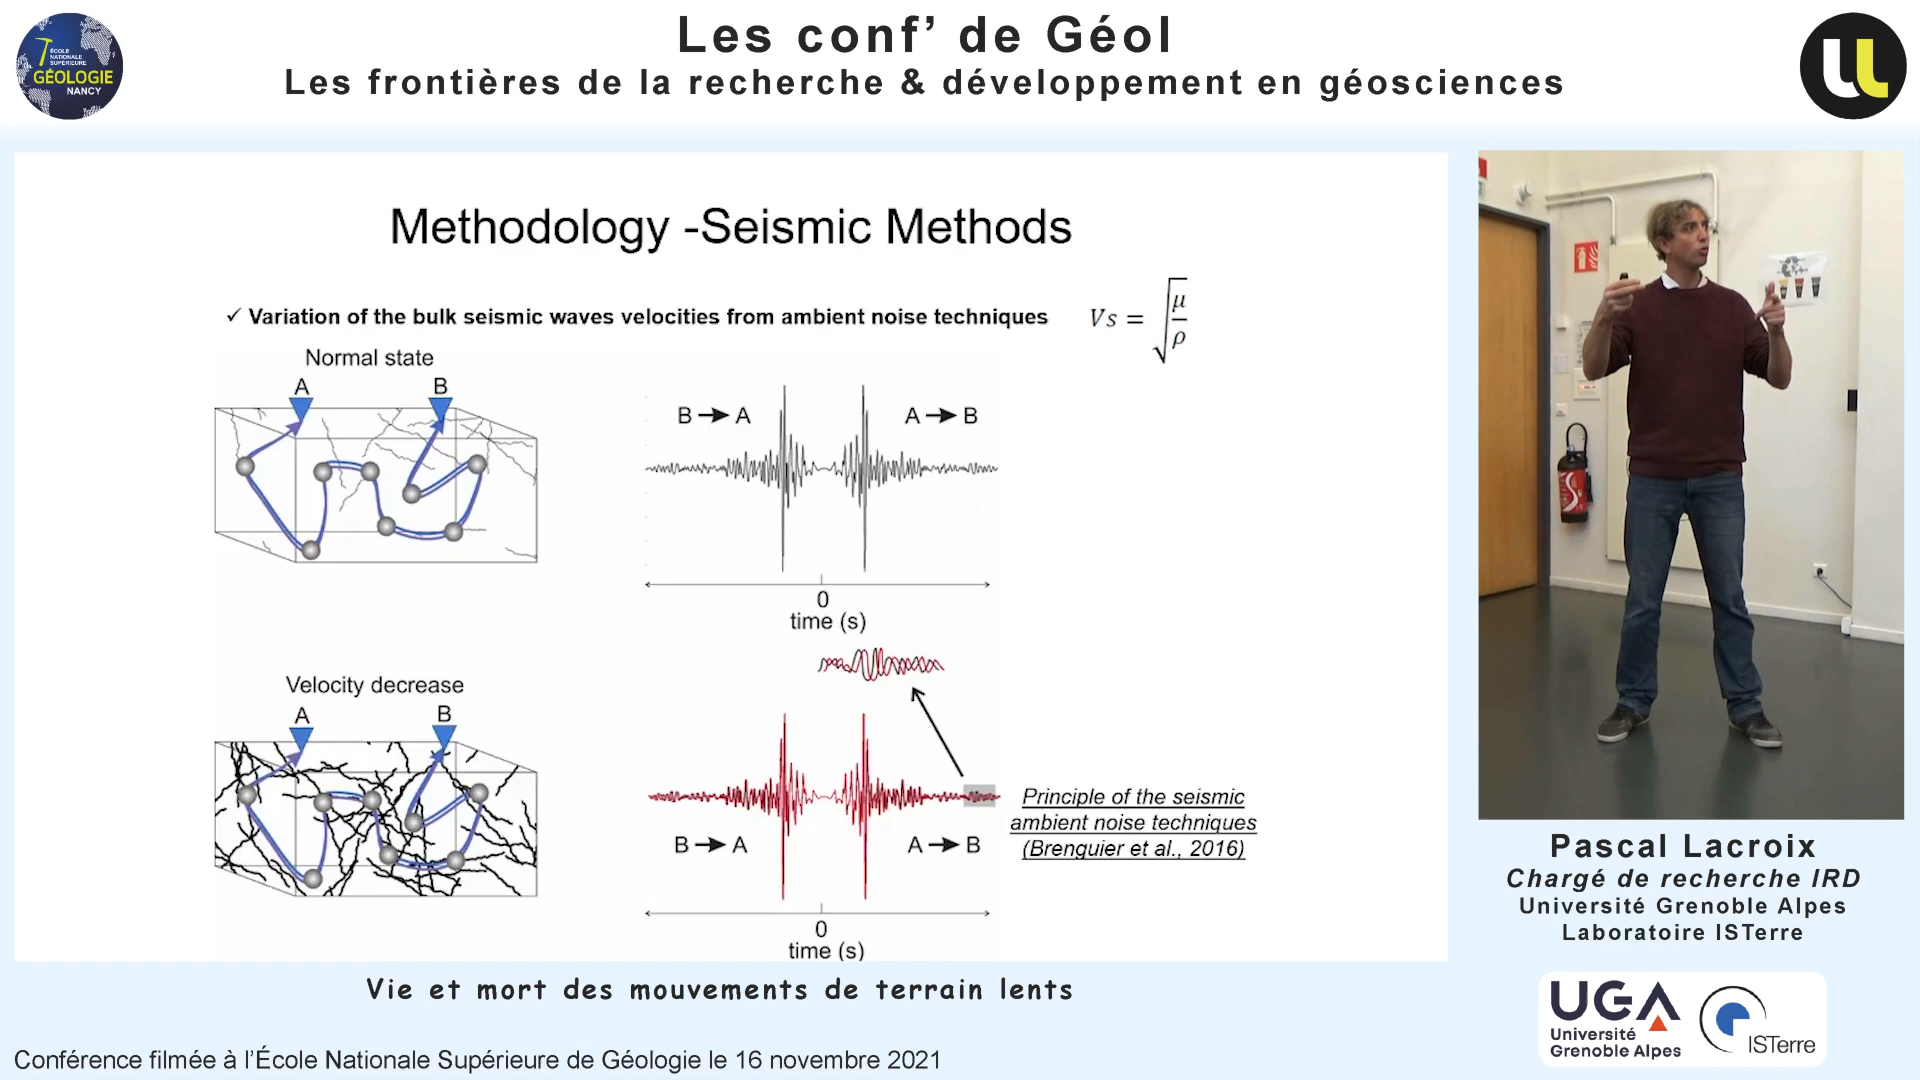 Les conf' de Géol
Les frontières de la recherche & développement en géosciences
ÉCOLE
NATIONALE
SUPÉRIEURE
GÉOLOGIE
NANCY
Methodology -Seismic Methods
✓ Variation of the bulk seismic waves velocities from ambient noise techniques
Vs = √μ/ρ
Normal state
A B
B → A A → B
0
time (s)
Velocity decrease
A B
B → A A → B
0
time (s)
Principle of the seismic
ambient noise techniques
(Brenguier et al., 2016)
Pascal Lacroix
Chargé de recherche IRD
Université Grenoble Alpes
Laboratoire ISTerre
Vie et mort des mouvements de terrain lents
UGA
Université
Grenoble Alpes
ISTerre
Conférence filmée à l'École Nationale Supérieure de Géologie le 16 novembre 2021